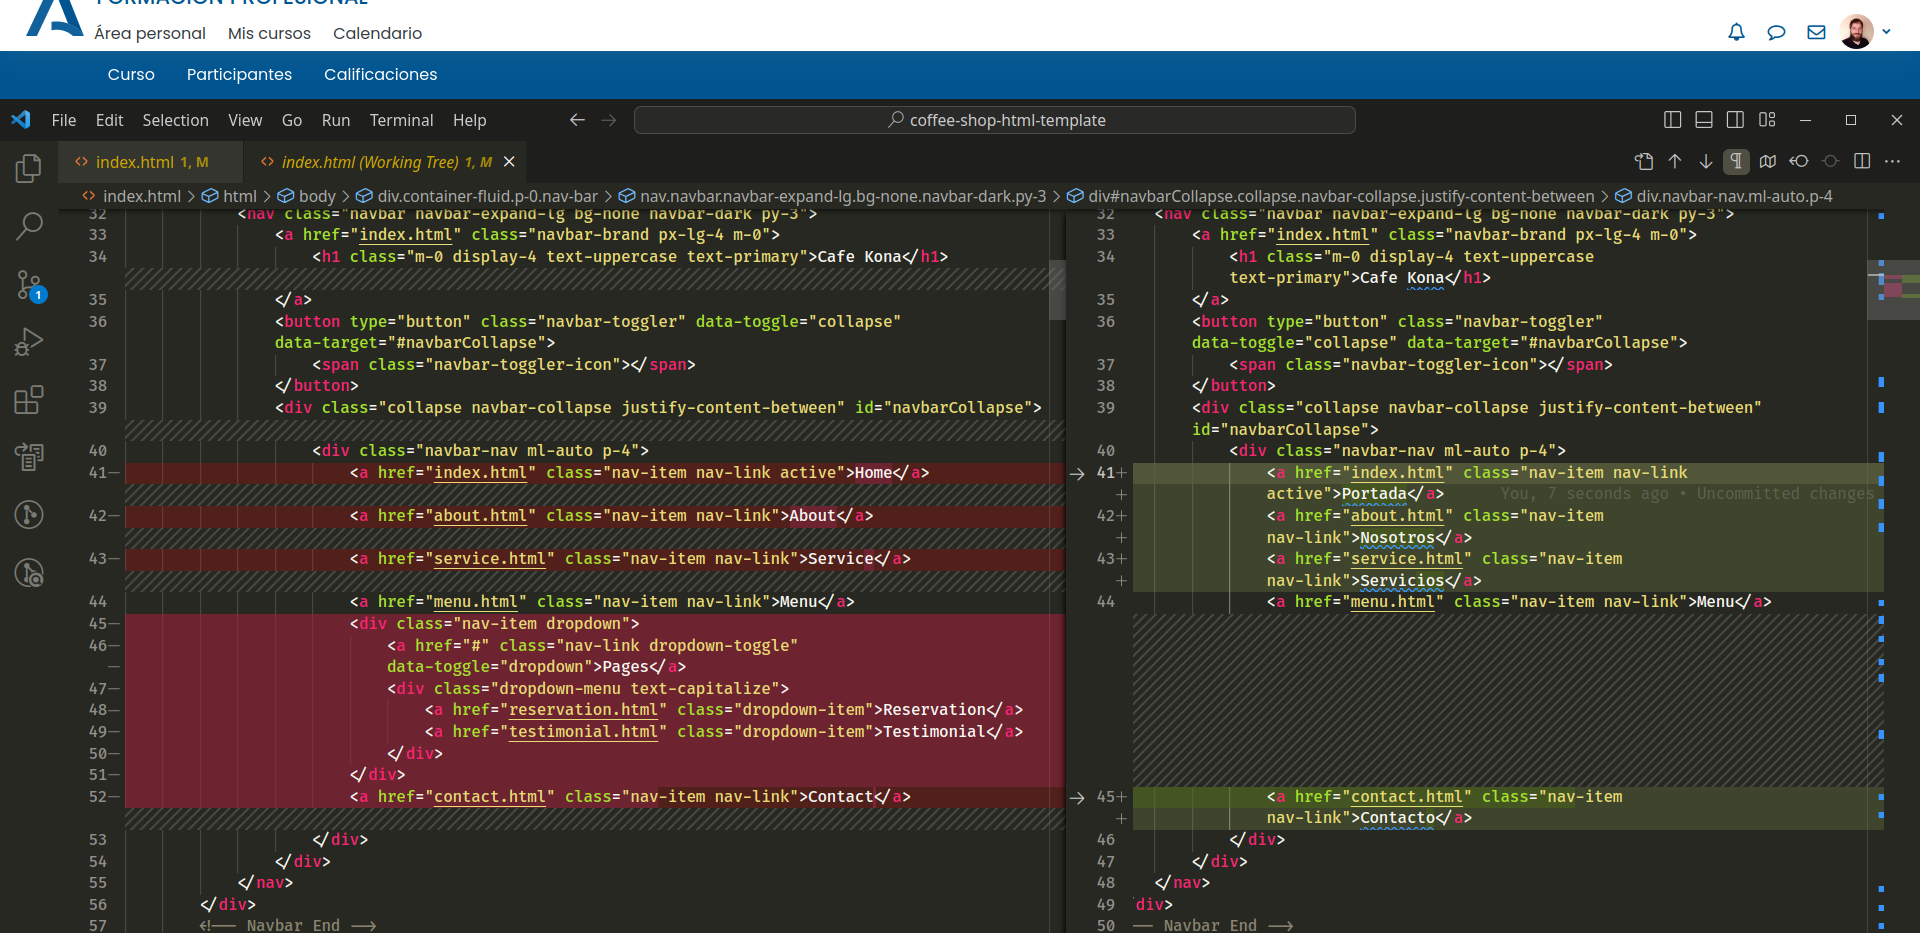 FORMACIÓN PROFESIONAL
Área personal Mis cursos Calendario
Curso Participantes Calificaciones
File Edit Selection View Go Run Terminal Help coffee-shop-html-template
index.html 1, M index.html (Working Tree) 1, M
index.html > html > body > div.container-fluid.p-0.nav-bar > nav.navbar.navbar-expand-lg.bg-none.navbar-dark.py-3 > div#navbarCollapse.collapse.navbar-collapse.justify-content-between > div.navbar-nav.ml-auto.p-4
1
32 <nav class="navbar navbar-expand-lg bg-none navbar-dark py-3">
33 <a href="index.html" class="navbar-brand px-lg-4 m-0">
34 <h1 class="m-0 display-4 text-uppercase text-primary">Cafe Kona</h1>
35 </a>
36 <button type="button" class="navbar-toggler" data-toggle="collapse"
data-target="#navbarCollapse">
37 <span class="navbar-toggler-icon"></span>
38 </button>
39 <div class="collapse navbar-collapse justify-content-between" id="navbarCollapse">
40 <div class="navbar-nav ml-auto p-4">
41— <a href="index.html" class="nav-item nav-link active">Home</a>
42— <a href="about.html" class="nav-item nav-link">About</a>
43— <a href="service.html" class="nav-item nav-link">Service</a>
44 <a href="menu.html" class="nav-item nav-link">Menu</a>
45— <div class="nav-item dropdown">
46— <a href="#" class="nav-link dropdown-toggle"
— data-toggle="dropdown">Pages</a>
47— <div class="dropdown-menu text-capitalize">
48— <a href="reservation.html" class="dropdown-item">Reservation</a>
49— <a href="testimonial.html" class="dropdown-item">Testimonial</a>
50— </div>
51— </div>
52— <a href="contact.html" class="nav-item nav-link">Contact</a>
53 </div>
54 </div>
55 </nav>
56 </div>
57 <!-- Navbar End -->
32 <nav class="navbar navbar-expand-lg bg-none navbar-dark py-3">
33 <a href="index.html" class="navbar-brand px-lg-4 m-0">
34 <h1 class="m-0 display-4 text-uppercase
text-primary">Cafe Kona</h1>
35 </a>
36 <button type="button" class="navbar-toggler"
data-toggle="collapse" data-target="#navbarCollapse">
37 <span class="navbar-toggler-icon"></span>
38 </button>
39 <div class="collapse navbar-collapse justify-content-between"
id="navbarCollapse">
40 <div class="navbar-nav ml-auto p-4">
41+ <a href="index.html" class="nav-item nav-link
+ active">Portada</a> You, 7 seconds ago • Uncommitted changes
42+ <a href="about.html" class="nav-item
+ nav-link">Nosotros</a>
43+ <a href="service.html" class="nav-item
+ nav-link">Servicios</a>
44 <a href="menu.html" class="nav-item nav-link">Menu</a>
45+ <a href="contact.html" class="nav-item
+ nav-link">Contacto</a>
46 </div>
47 </div>
48 </nav>
49 div>
50 -- Navbar End -->